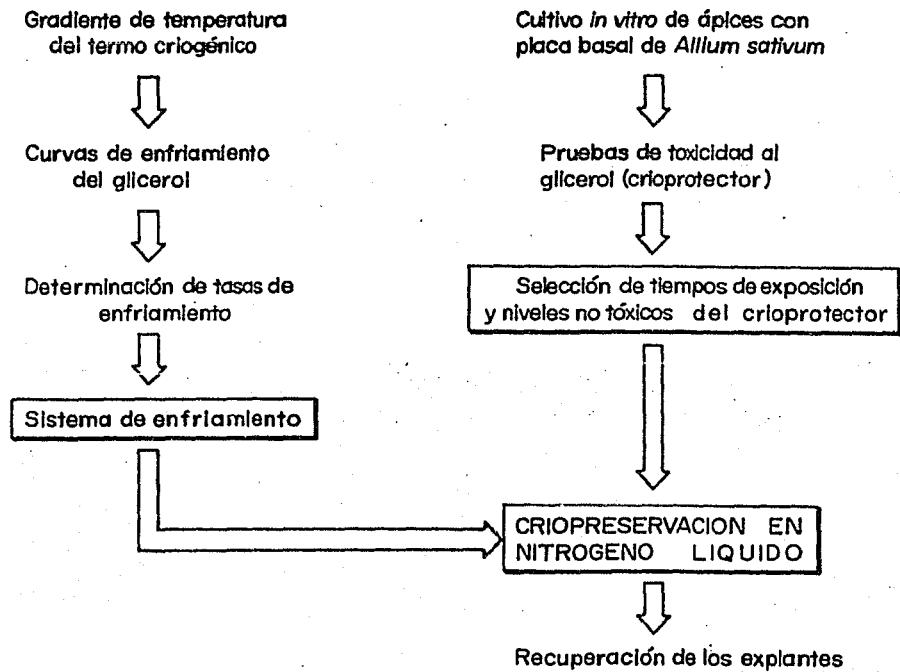 Gradiente de temperatura
del termo criogénico
Curvas de enfriamiento
del glicerol
Determinación de tasas de
enfriamiento
Sistema de enfriamiento
Cultivo in vitro de ápices con
placa basal de Allium sativum
Pruebas de toxicidad al
glicerol (crioprotector)
Selección de tiempos de exposición
y niveles no tóxicos del crioprotector
CRIOPRESERVACION EN
NITROGENO LIQUIDO
Recuperación de los explantes